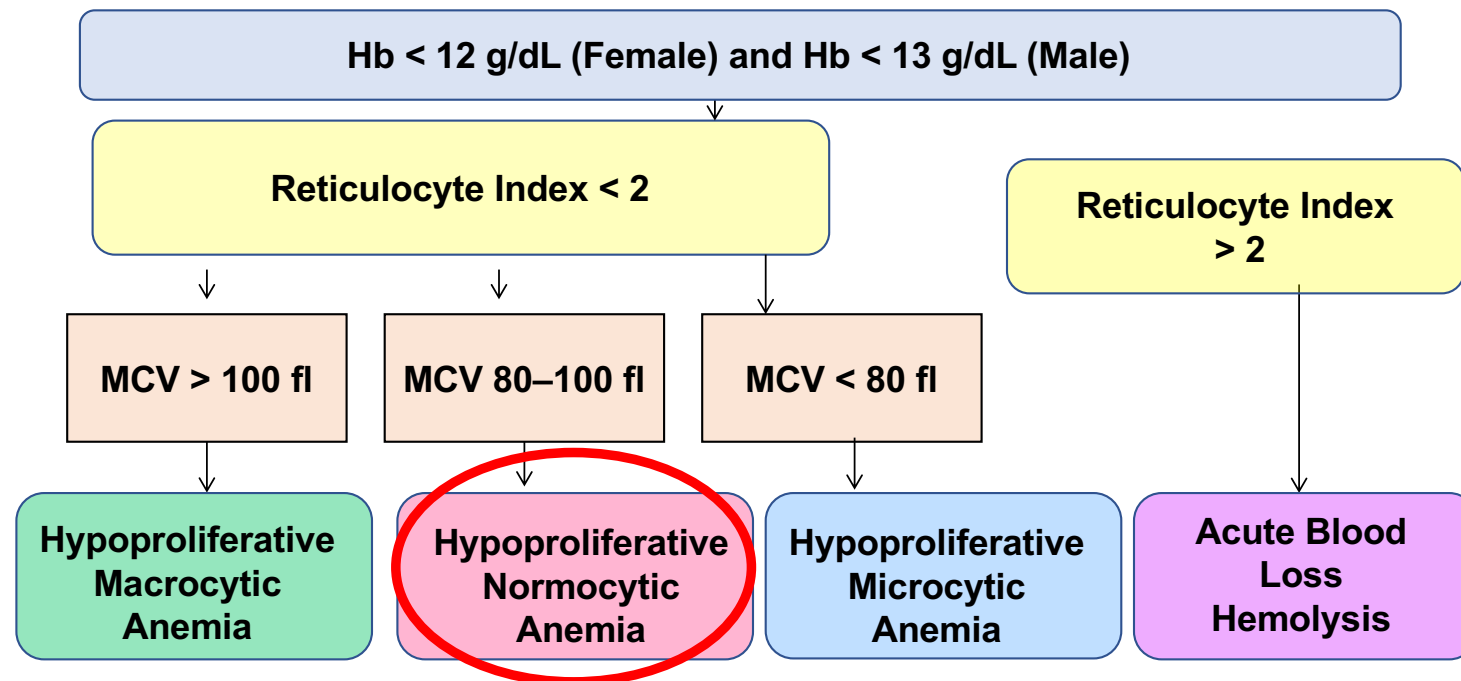 Hb < 12 g/dL (Female) and Hb < 13 g/dL (Male)
Reticulocyte Index < 2
Reticulocyte Index
> 2
MCV > 100 fl
MCV 80–100 fl
MCV < 80 fl
Hypoproliferative
Macrocytic
Anemia
Hypoproliferative
Normocytic
Anemia
Hypoproliferative
Microcytic
Anemia
Acute Blood
Loss
Hemolysis